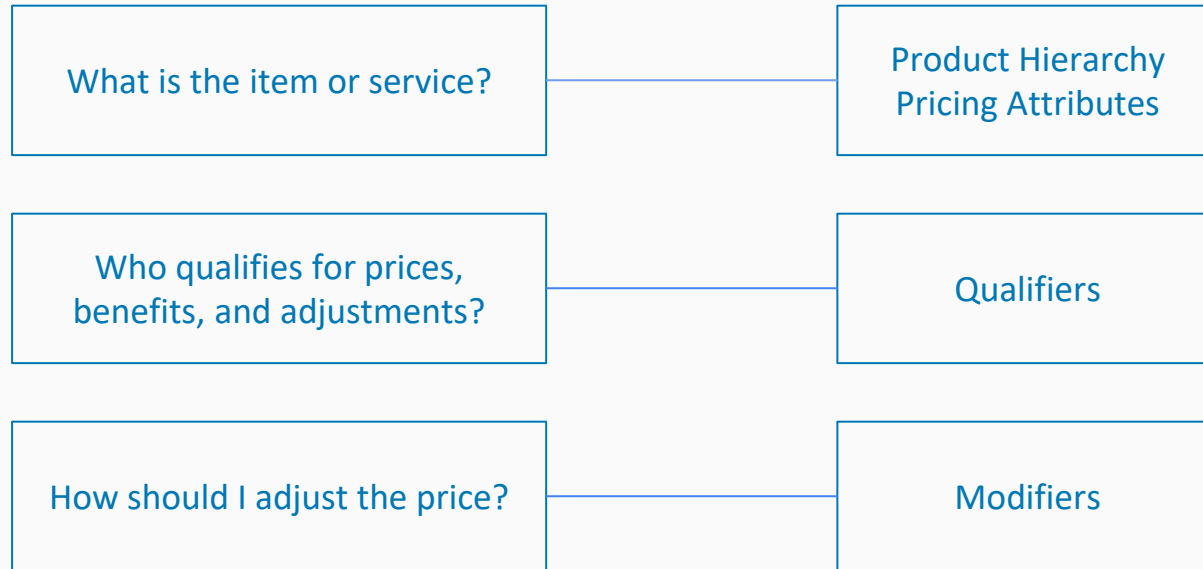 What is the item or service?
Product Hierarchy
Pricing Attributes
Who qualifies for prices,
benefits, and adjustments?
Qualifiers
How should I adjust the price?
Modifiers